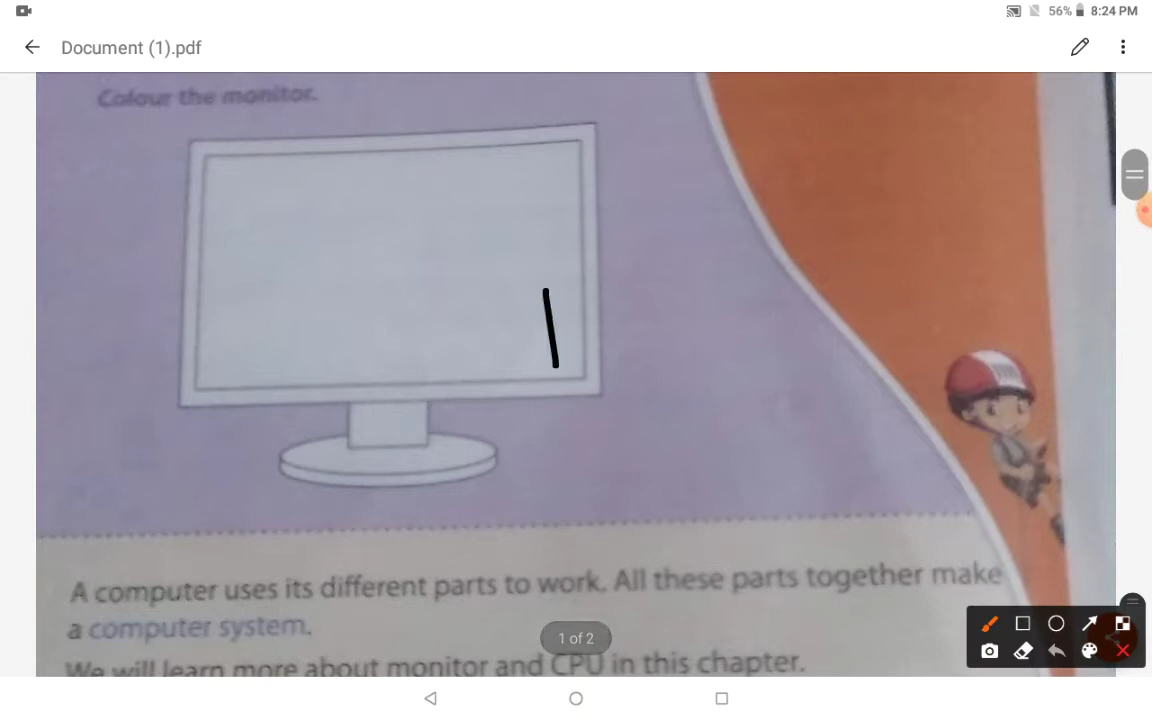 56% 8:24 PM
Document (1).pdf
Colour the monitor.
A computer uses its different parts to work. All these parts together make
a computer system.
1 of 2
We will learn more about monitor and CPU in this chapter.